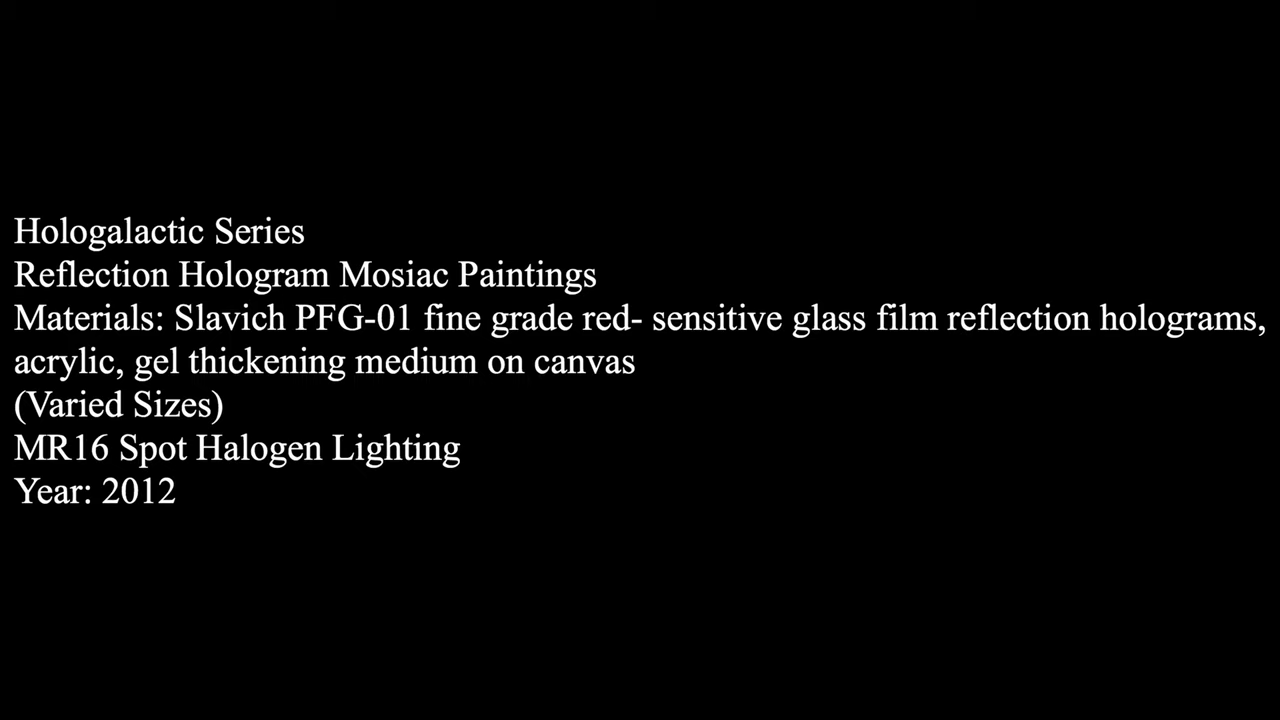 Hologalactic Series
Reflection Hologram Mosiac Paintings
Materials: Slavich PFG-01 fine grade red- sensitive glass film reflection holograms,
acrylic, gel thickening medium on canvas
(Varied Sizes)
MR16 Spot Halogen Lighting
Year: 2012